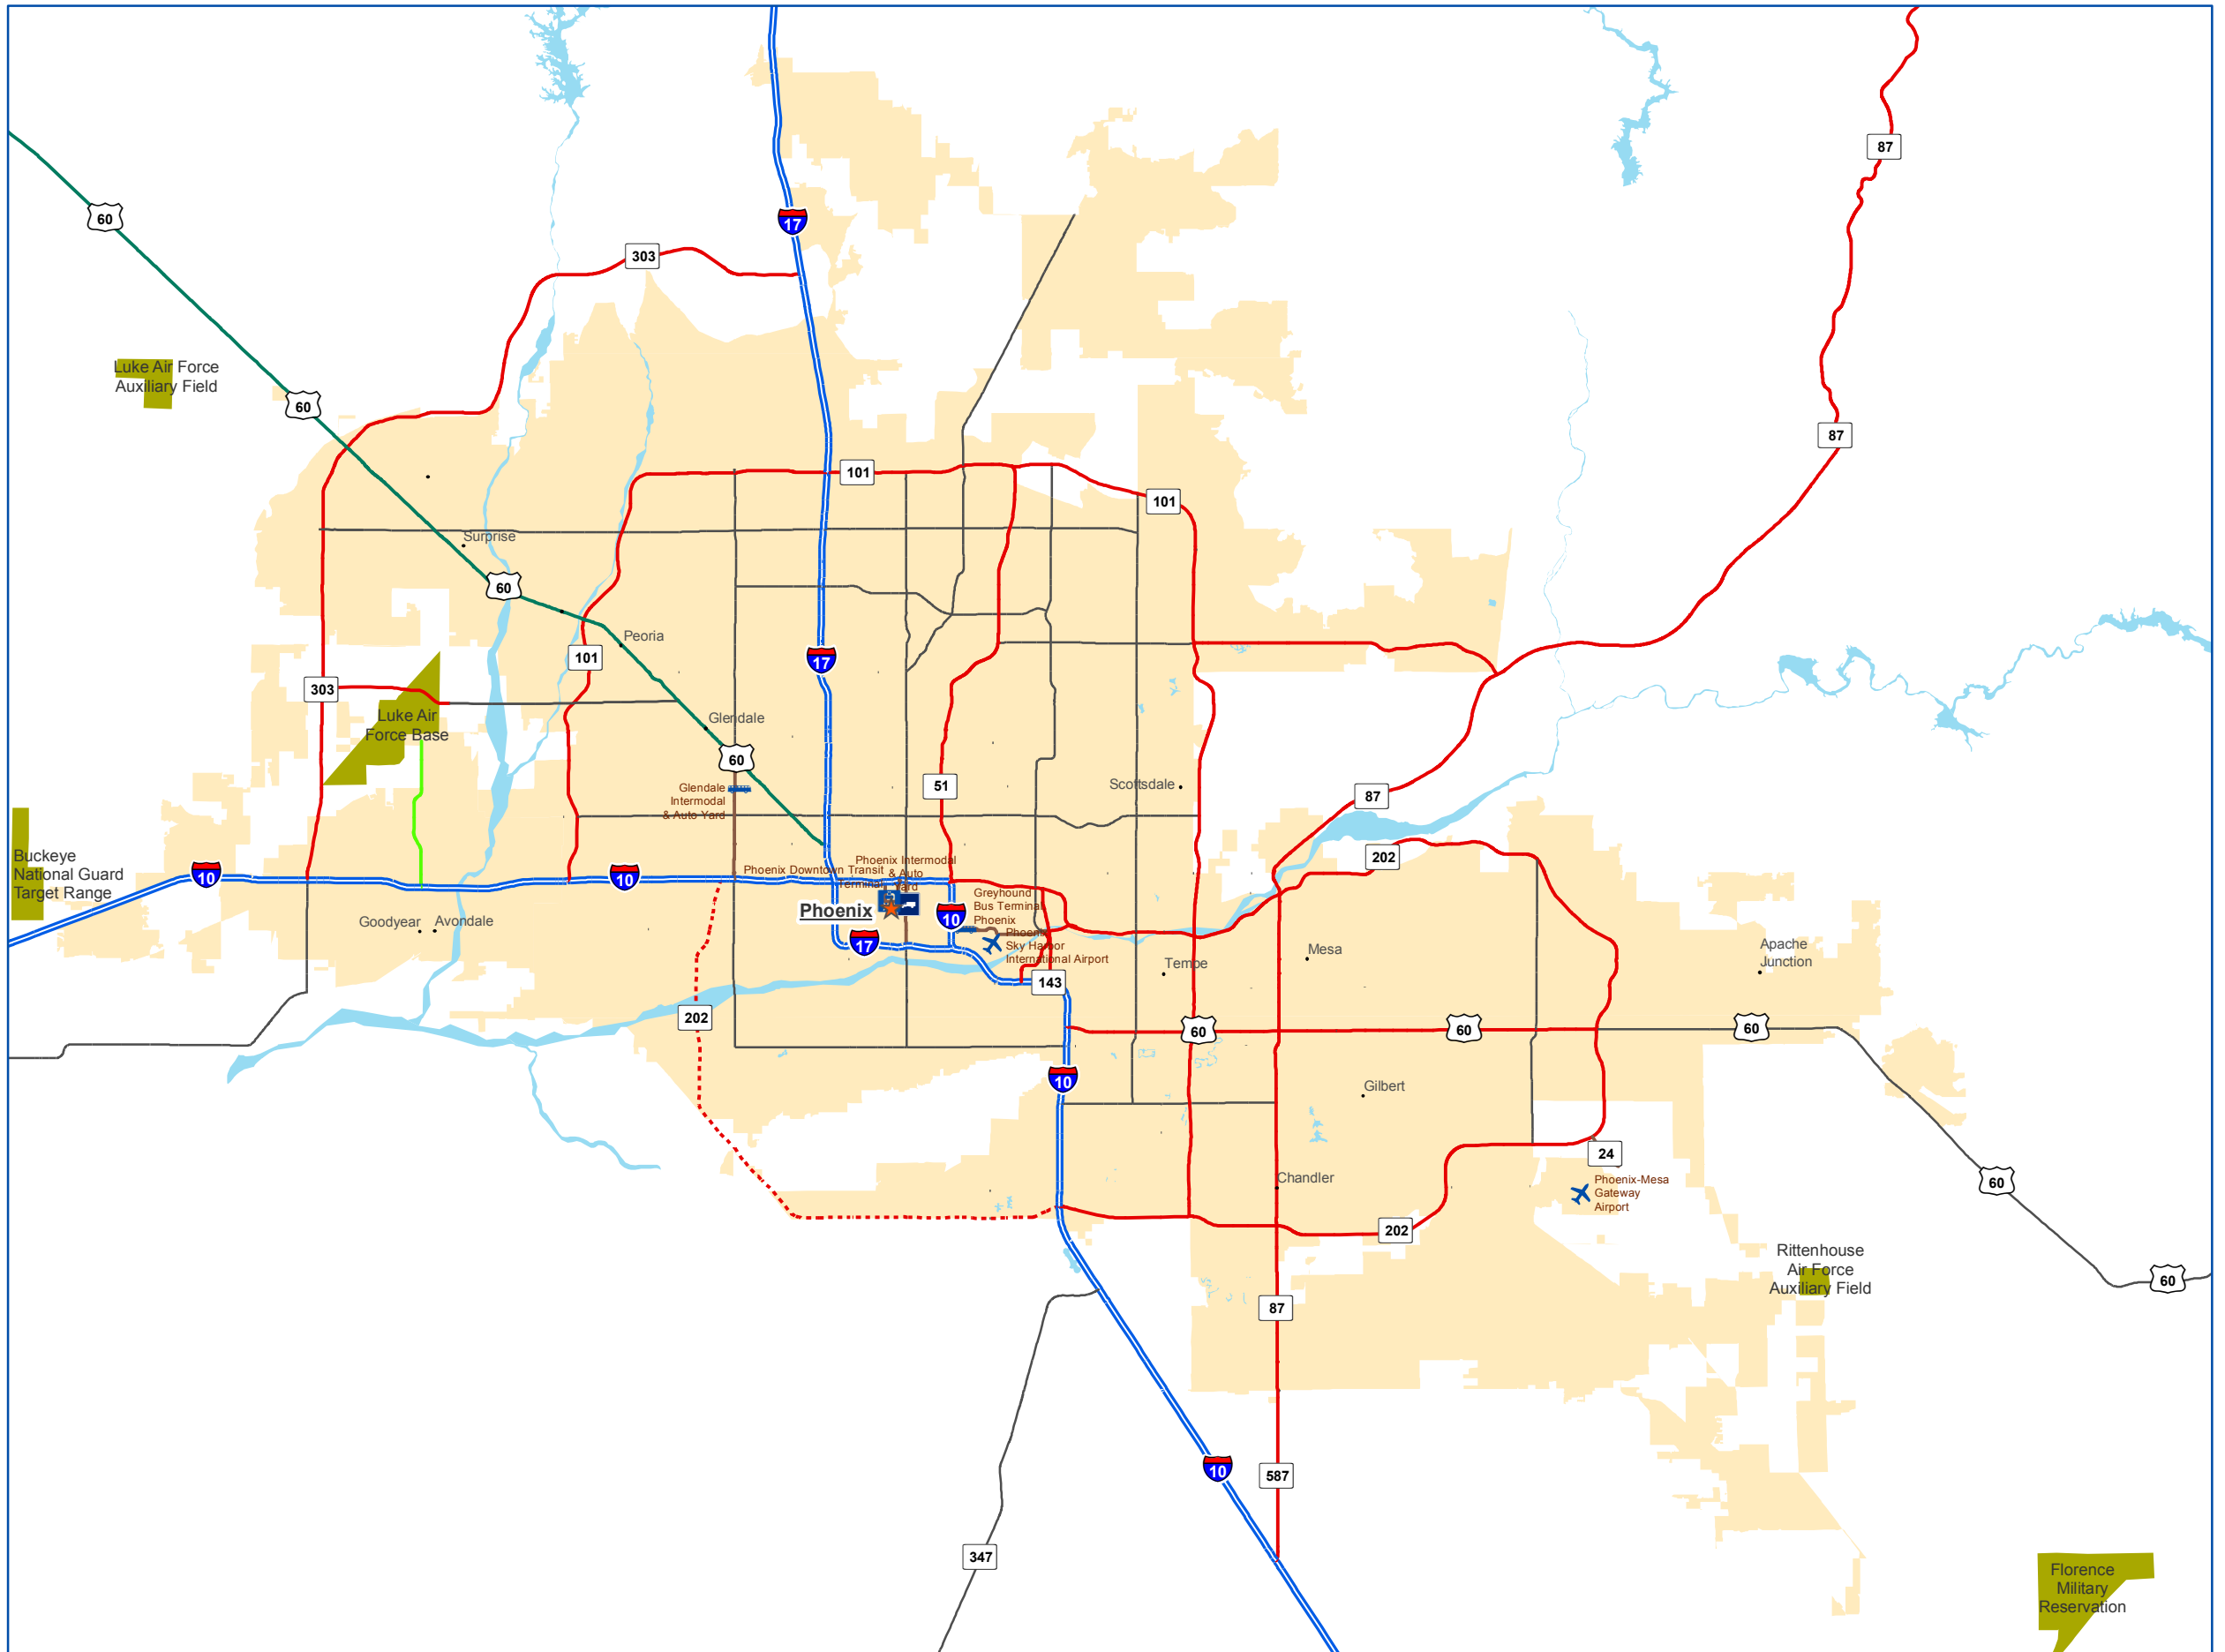 87
60
17
303
Luke Air Force
Auxiliary Field
60
87
101
101
Surprise
60
Peoria
101
17
303
Luke Air
Force Base
Glendale
60
51
Scottsdale
Glendale
Intermodal
& Auto Yard
87
Buckeye
National Guard
Target Range
10
10
Phoenix Downtown Transit
Terminal
Phoenix Intermodal
& Auto
Yard
202
Greyhound
Bus Terminal
Phoenix
Phoenix
10
Goodyear
Avondale
17
Phoenix
Sky Harbor
International Airport
Mesa
Apache
Junction
Tempe
143
202
60
60
60
10
Gilbert
24
Chandler
Phoenix-Mesa
Gateway
Airport
60
202
Rittenhouse
Air Force
Auxiliary Field
60
87
10
587
347
Florence
Military
Reservation